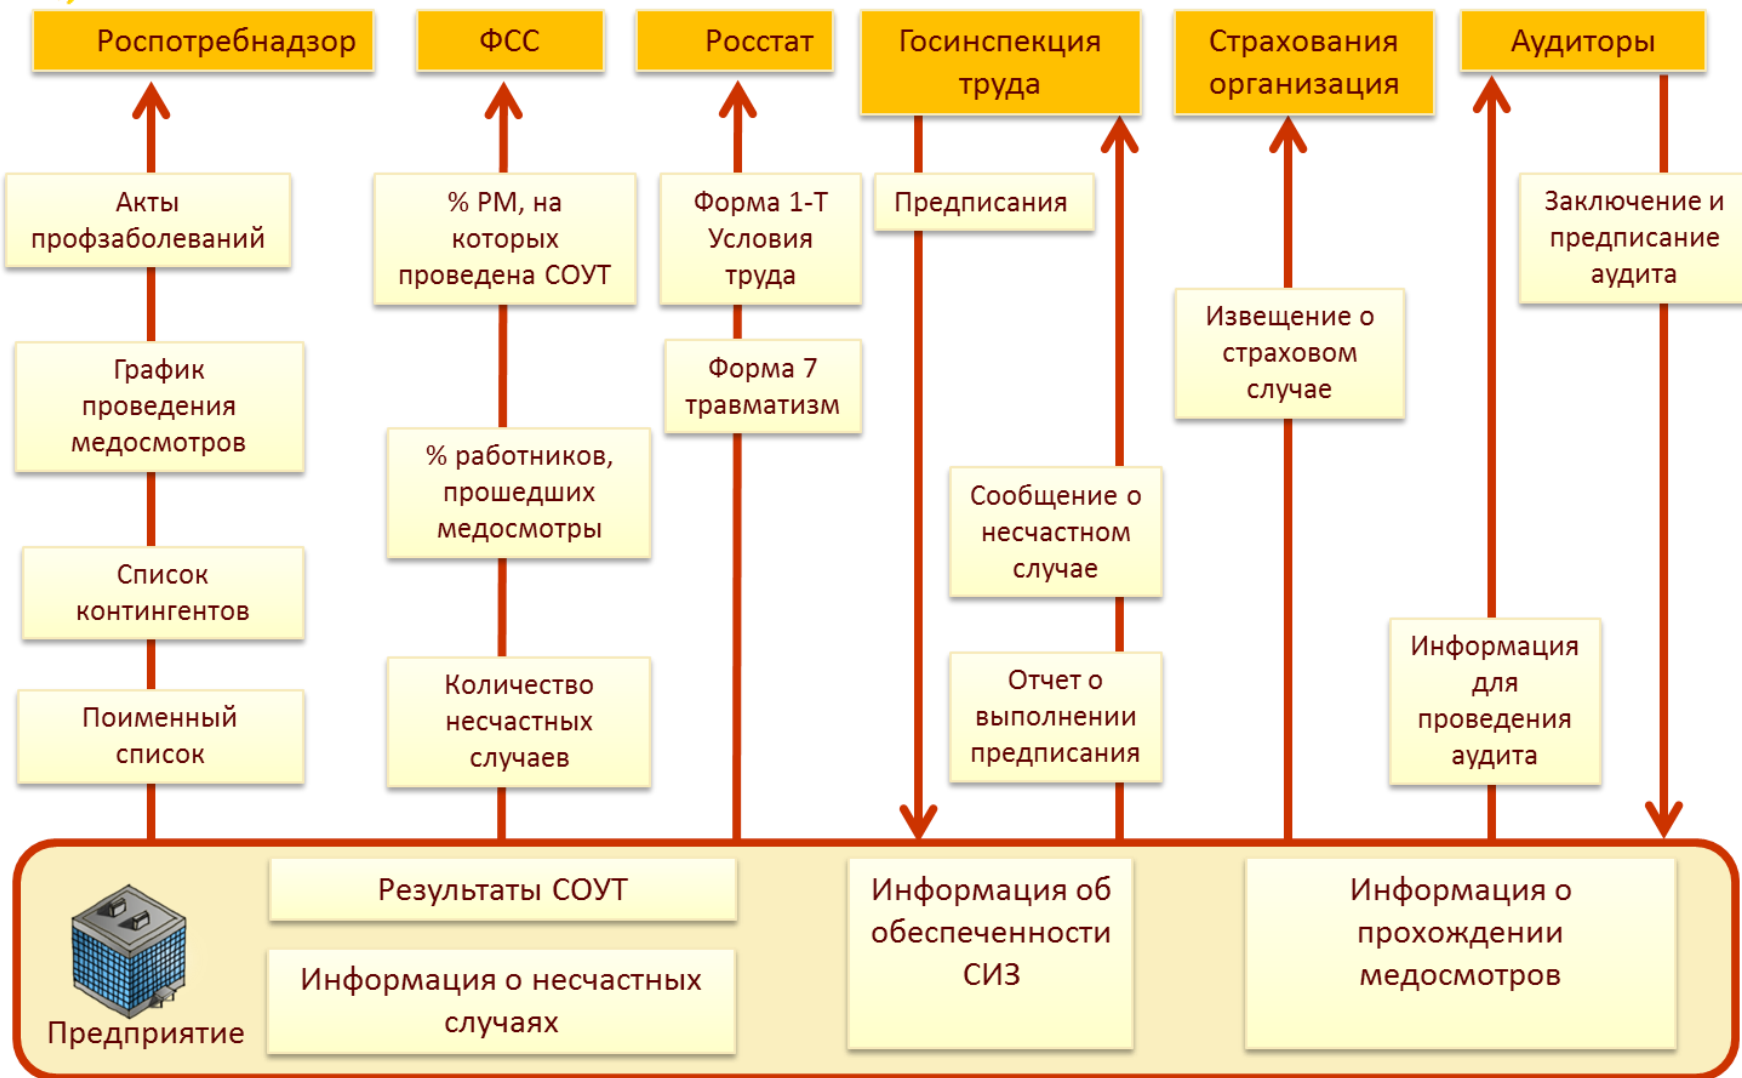 Роспотребнадзор
ФСС
Росстат
Госинспекция
труда
Страхования
организация
Аудиторы
Акты
профзаболеваний
График
проведения
медосмотров
Список
контингентов
Поименный
список
% РМ, на
которых
проведена СОУТ
% работников,
прошедших
медосмотры
Количество
несчастных
случаев
Форма 1-Т
Условия
труда
Форма 7
травматизм
Предписания
Сообщение о
несчастном
случае
Отчет о
выполнении
предписания
Извещение о
страховом
случае
Информация
для
проведения
аудита
Заключение и
предписание
аудита
Предприятие
Результаты СОУТ
Информация о несчастных
случаях
Информация об
обеспеченности
СИЗ
Информация о
прохождении
медосмотров